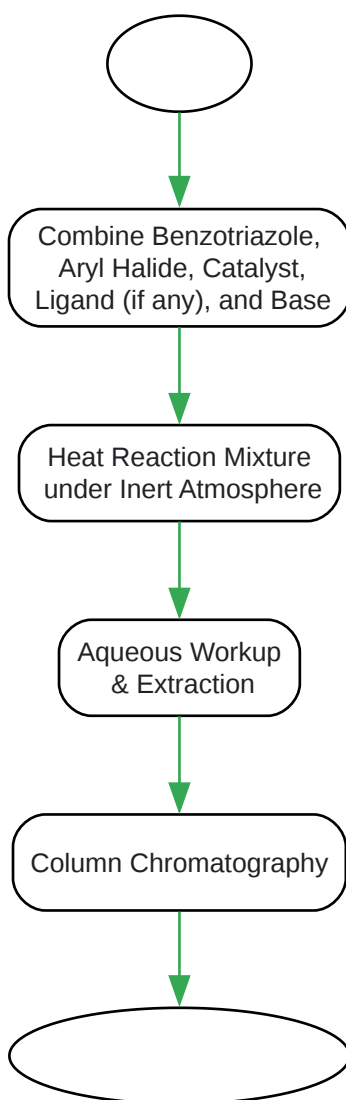 Combine Benzotriazole,
Aryl Halide, Catalyst,
Ligand (if any), and Base
Heat Reaction Mixture
under Inert Atmosphere
Aqueous Workup
& Extraction
Column Chromatography